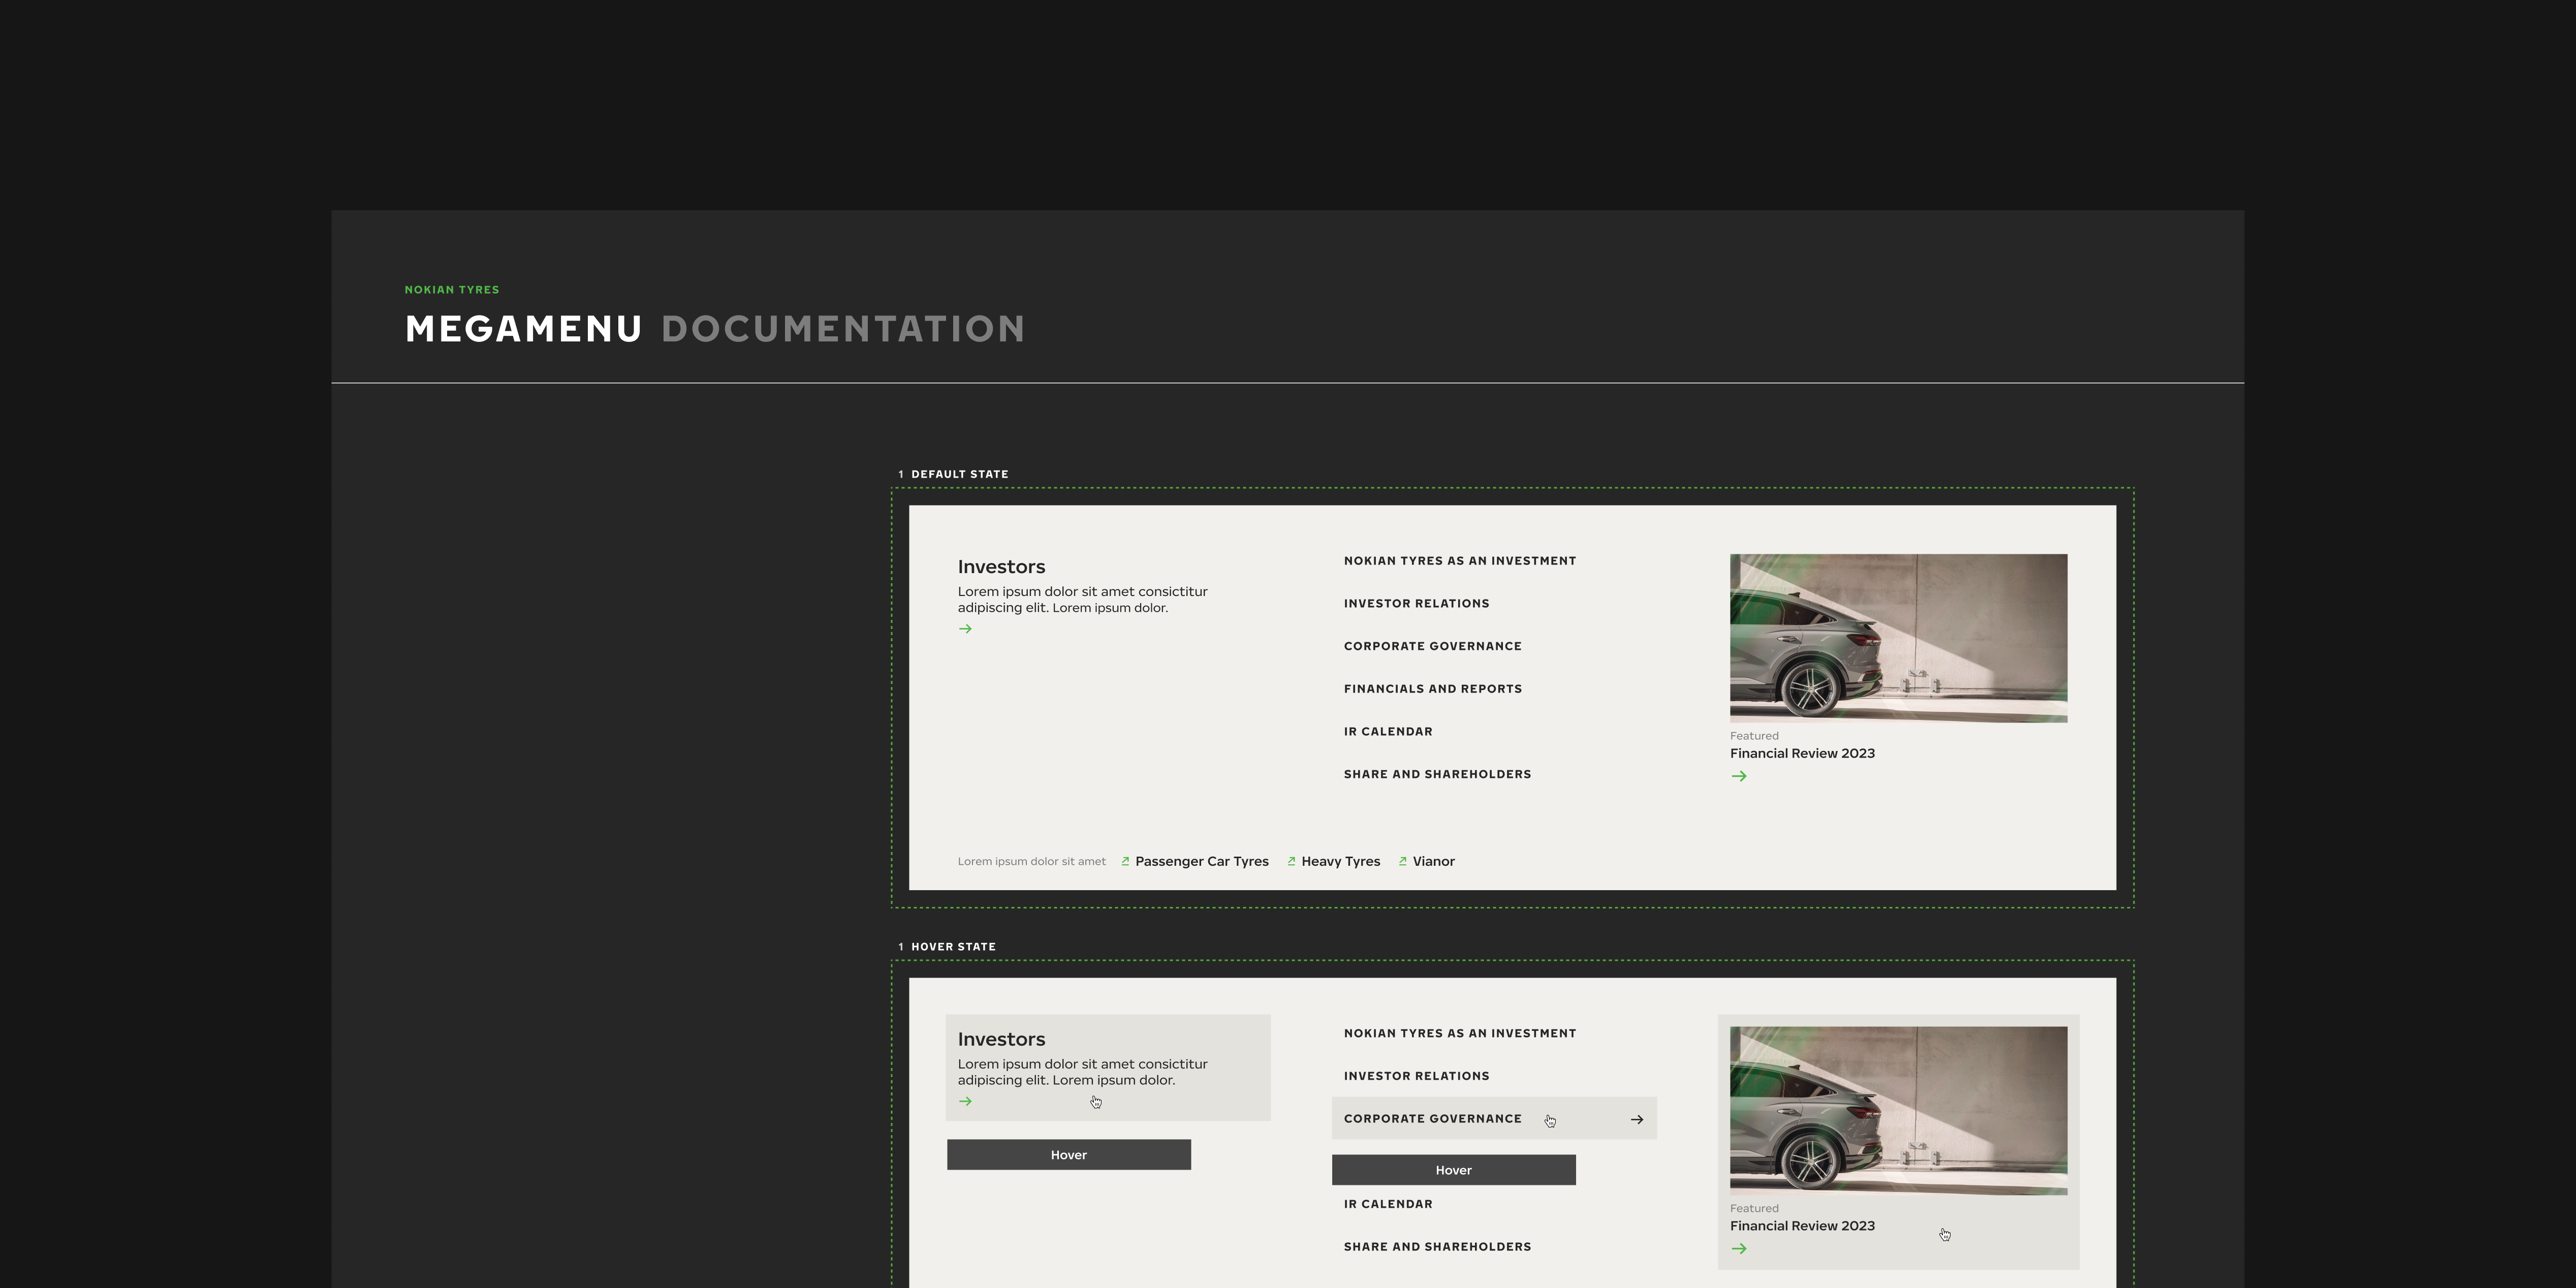 NOKIAN TYRES
MEGAMENU DOCUMENTATION
1 DEFAULT STATE
Investors
Lorem ipsum dolor sit amet consictitur
adipiscing elit. Lorem ipsum dolor.
NOKIAN TYRES AS AN INVESTMENT
INVESTOR RELATIONS
CORPORATE GOVERNANCE
FINANCIALS AND REPORTS
IR CALENDAR
SHARE AND SHAREHOLDERS
Featured
Financial Review 2023
Lorem ipsum dolor sit amet Passenger Car Tyres Heavy Tyres Vianor
1 HOVER STATE
Investors
Lorem ipsum dolor sit amet consictitur
adipiscing elit. Lorem ipsum dolor.
Hover
NOKIAN TYRES AS AN INVESTMENT
INVESTOR RELATIONS
CORPORATE GOVERNANCE
Hover
IR CALENDAR
SHARE AND SHAREHOLDERS
Featured
Financial Review 2023